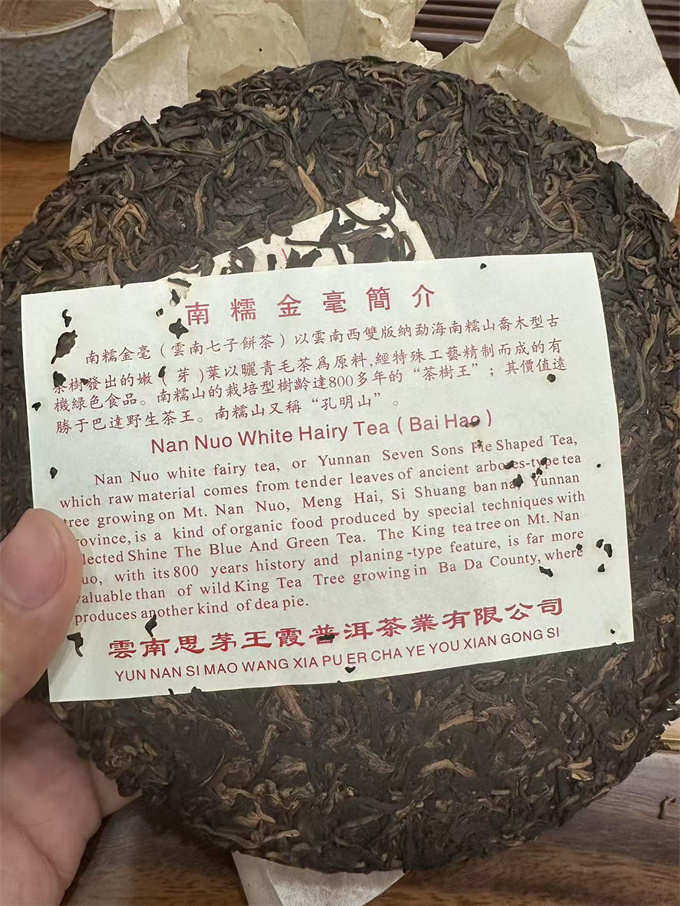 南糯金毫簡介
南糯金毫(雲南七子餅茶)以雲南西雙版納勐海南糯山喬木型古
茶樹發出的嫩(芽)葉以曬青毛茶爲原料,經特殊工藝精制而成的有
機綠色食品。南糯山的栽培型樹齡達800多年的“茶樹王”；其價值遠
勝于巴達野生茶王。南糯山又稱“孔明山”。
Nan Nuo White Hairy Tea ( Bai Hao )
Nan Nuo white fairy tea, or Yunnan Seven Sons Pie Shaped Tea,
which raw material comes from tender leaves of ancient arbores-type tea
tree growing on Mt. Nan Nuo, Meng Hai, Si Shuang ban na, Yunnan
province, is a kind of organic food produced by special techniques with
selected Shine The Blue And Green Tea. The King tea tree on Mt. Nan
Nuo, with its 800 years history and planing -type feature, is far more
valuable than of wild King Tea Tree growing in Ba Da County, where
produces another kind of dea pie.
雲南思茅王霞普洱茶業有限公司
YUN NAN SI MAO WANG XIA PU ER CHA YE YOU XIAN GONG SI